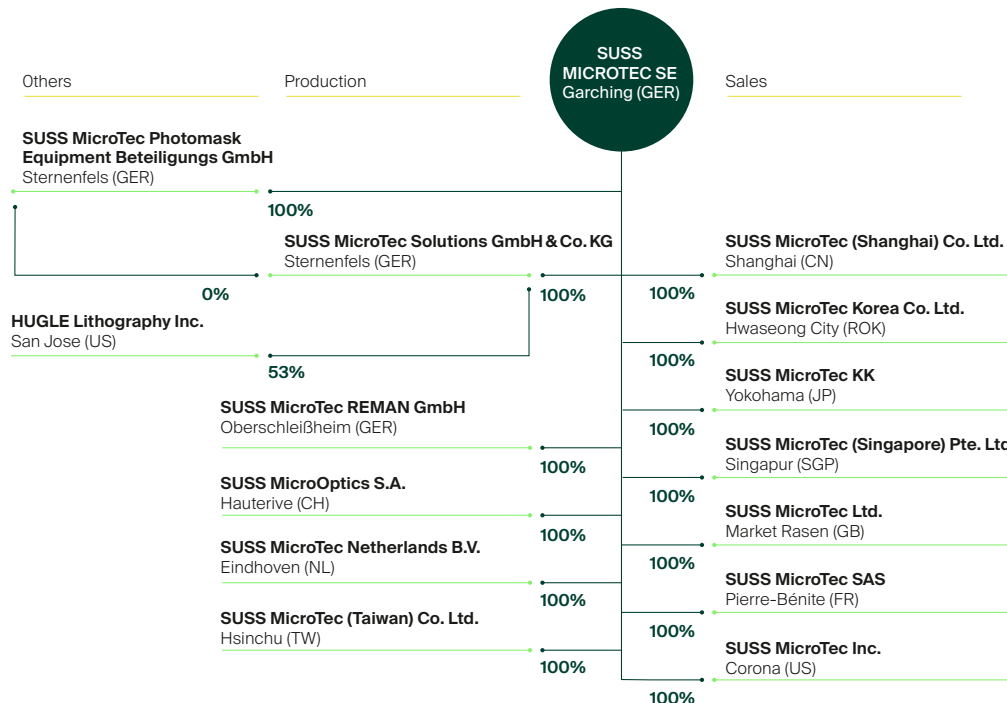 SUSS
MICROTEC SE
Garching (GER)
Others
Production
Sales
SUSS MicroTec Photomask
Equipment Beteiligungs GmbH
Sternenfels (GER)
100%
SUSS MicroTec Solutions GmbH & Co. KG
Sternenfels (GER)
0%
100%
HUGLE Lithography Inc.
San Jose (US)
53%
SUSS MicroTec REMAN GmbH
Oberschleißheim (GER)
100%
SUSS MicroOptics S.A.
Hauterive (CH)
100%
SUSS MicroTec Netherlands B.V.
Eindhoven (NL)
100%
SUSS MicroTec (Taiwan) Co. Ltd.
Hsinchu (TW)
100%
SUSS MicroTec (Shanghai) Co. Ltd.
Shanghai (CN)
100%
SUSS MicroTec Korea Co. Ltd.
Hwaseong City (ROK)
100%
SUSS MicroTec KK
Yokohama (JP)
100%
SUSS MicroTec (Singapore) Pte. Ltd
Singapur (SGP)
100%
SUSS MicroTec Ltd.
Market Rasen (GB)
100%
SUSS MicroTec SAS
Pierre-Bénite (FR)
100%
SUSS MicroTec Inc.
Corona (US)
100%